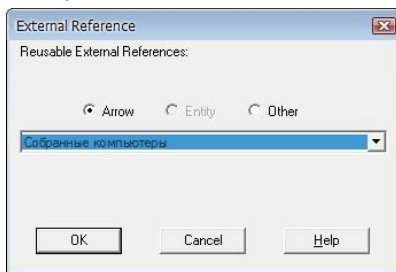 External Reference
Reusable External References:
Arrow Entity Other
Собранные компьютеры
OK Cancel Help